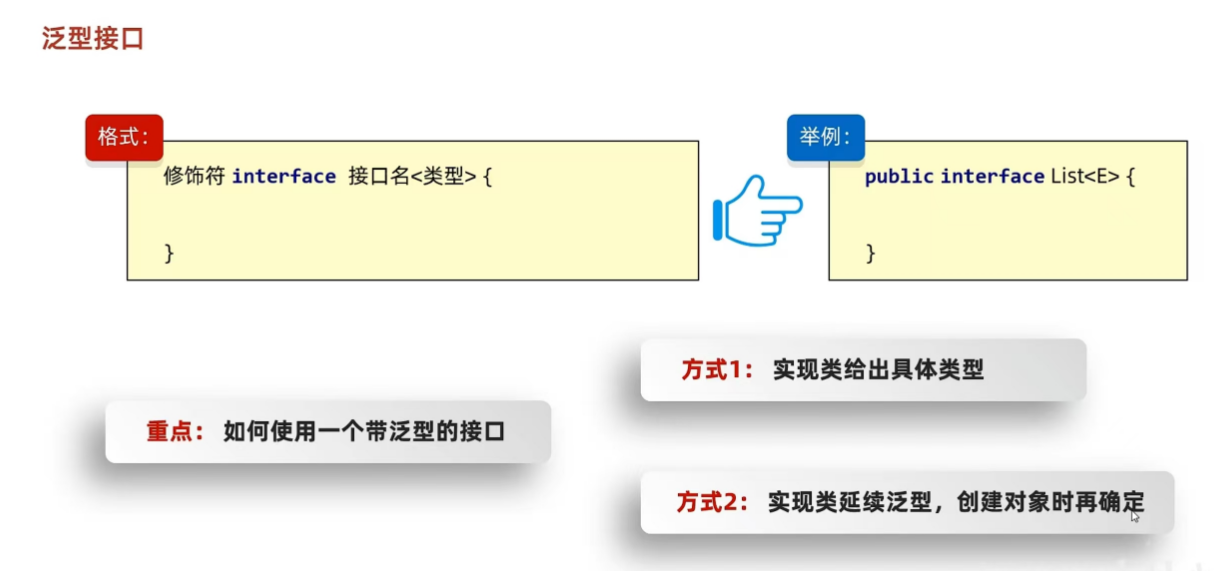 泛型接口
格式:
修饰符 interface 接口名<类型> {
}
举例:
public interface List<E> {
}
重点: 如何使用一个带泛型的接口
方式1: 实现类给出具体类型
方式2: 实现类延续泛型，创建对象时再确定